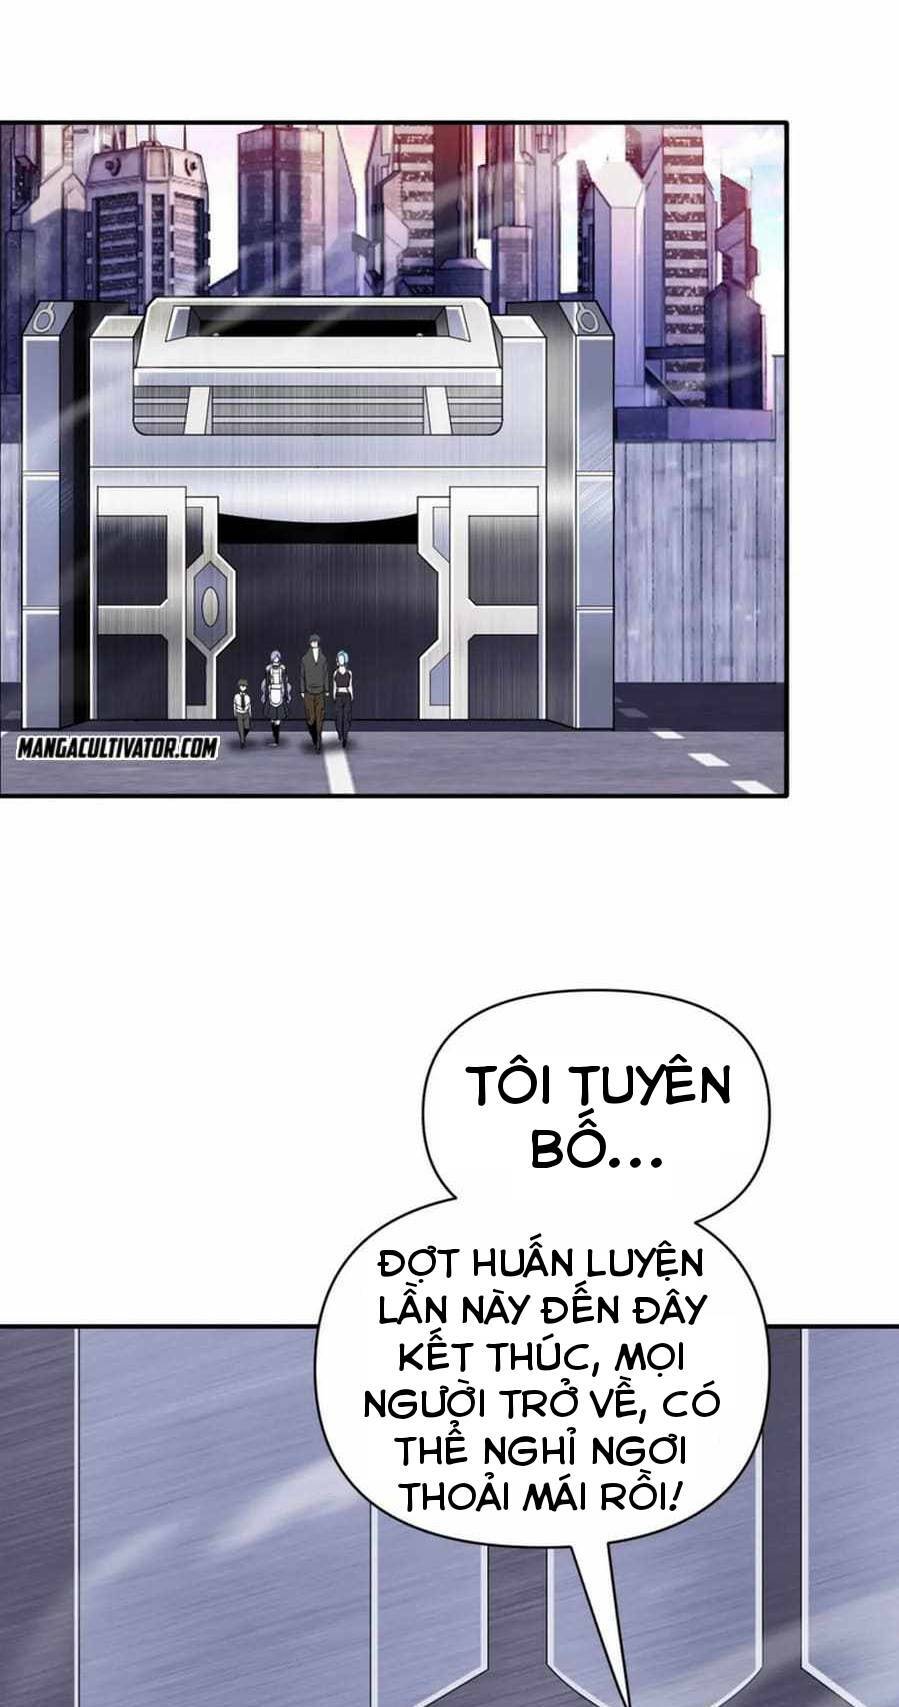 MANGACULTIVATOR.COM
TÔI TUYÊN
BỐ...
ĐỢT HUẤN LUYỆN
LẦN NÀY ĐẾN ĐÂY
KẾT THÚC, MỌI
NGƯỜI TRỞ VỀ, CÓ
THỂ NGHỈ NGƠI
THOẢI MÁI RỒI!